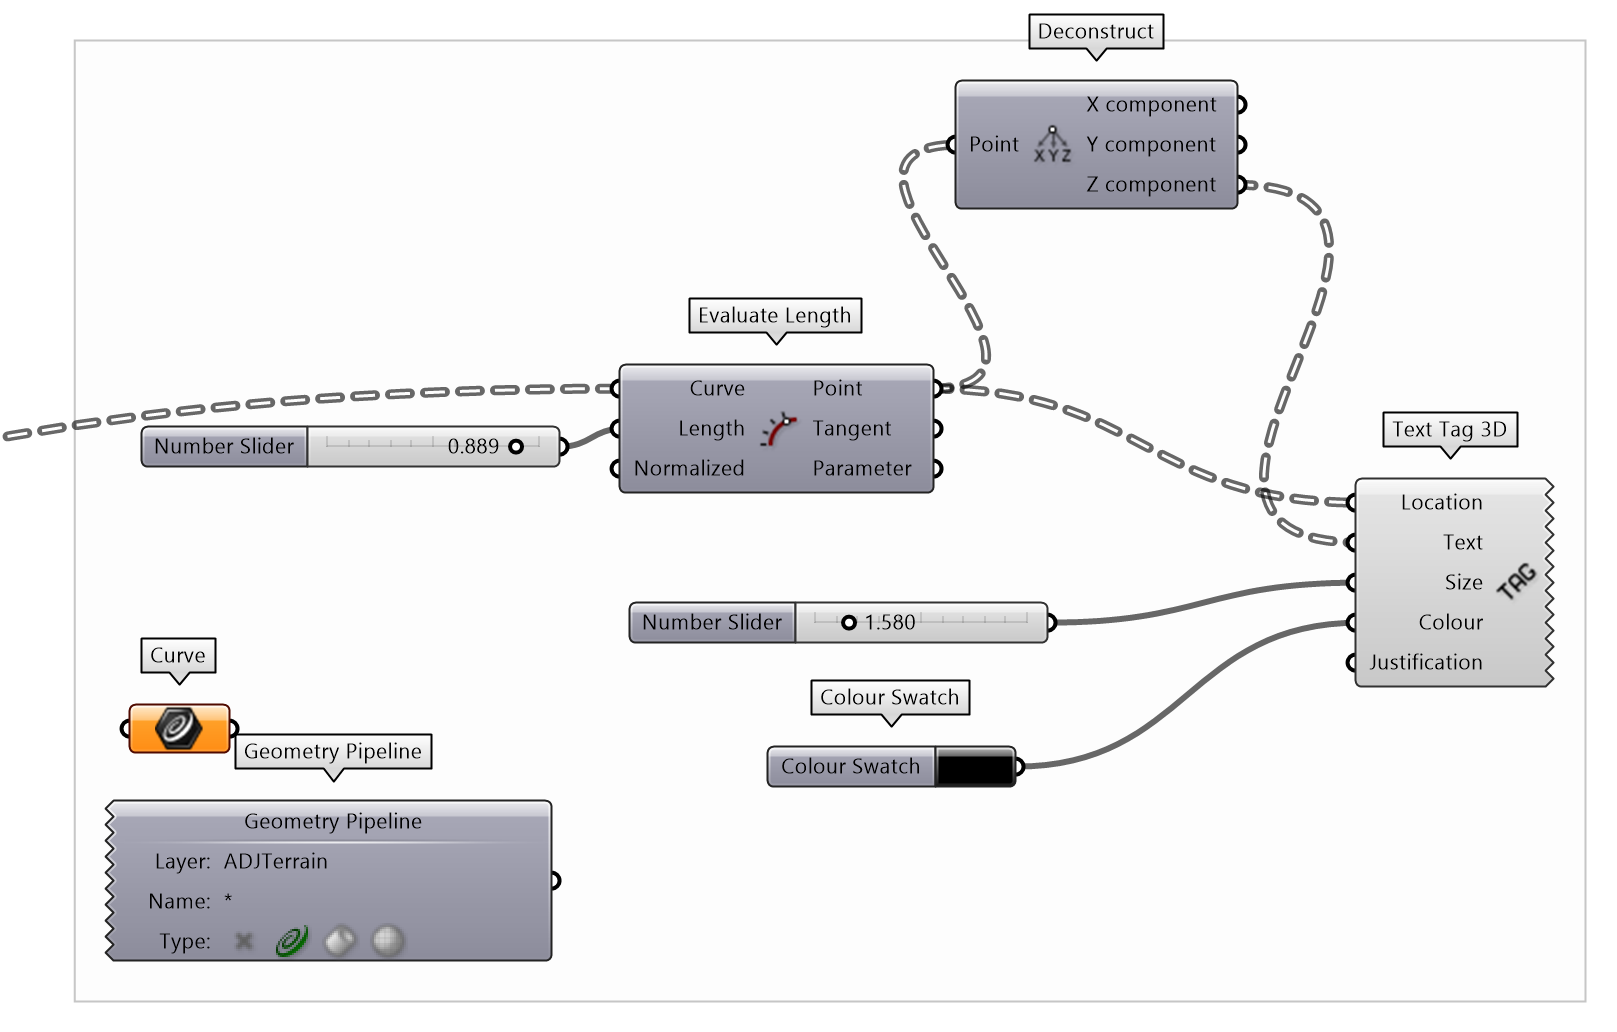 Deconstruct
X component
Point
XYZ
Y component
Z component
Evaluate Length
Curve
Point
Length
Tangent
Normalized
Parameter
Number Slider
0.889
Text Tag 3D
Location
Text
Size
TAG
Colour
Justification
Number Slider
1.580
Curve
Colour Swatch
Colour Swatch
Geometry Pipeline
Geometry Pipeline
Layer: ADJTerrain
Name: *
Type: